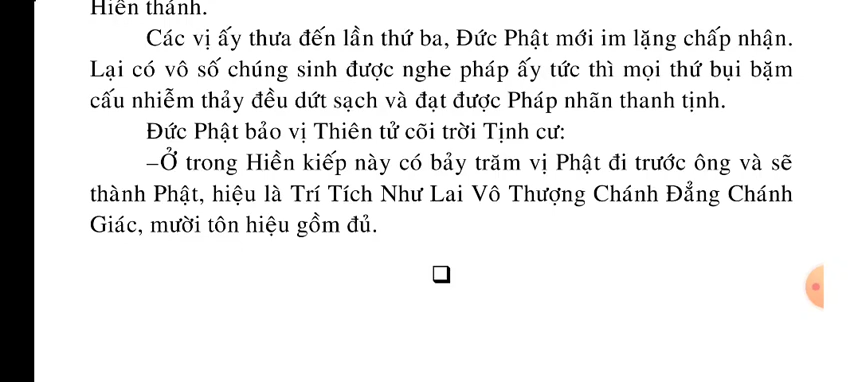 Hiền thánh.
Các vị ấy thưa đến lần thứ ba, Đức Phật mới im lặng chấp nhận.
Lại có vô số chúng sinh được nghe pháp ấy tức thì mọi thứ bụi bặm
cấu nhiễm thảy đều dứt sạch và đạt được Pháp nhãn thanh tịnh.
Đức Phật bảo vị Thiên tử cõi trời Tịnh cư:
–Ở trong Hiền kiếp này có bảy trăm vị Phật đi trước ông và sẽ
thành Phật, hiệu là Trí Tích Như Lai Vô Thượng Chánh Đẳng Chánh
Giác, mười tôn hiệu gồm đủ.